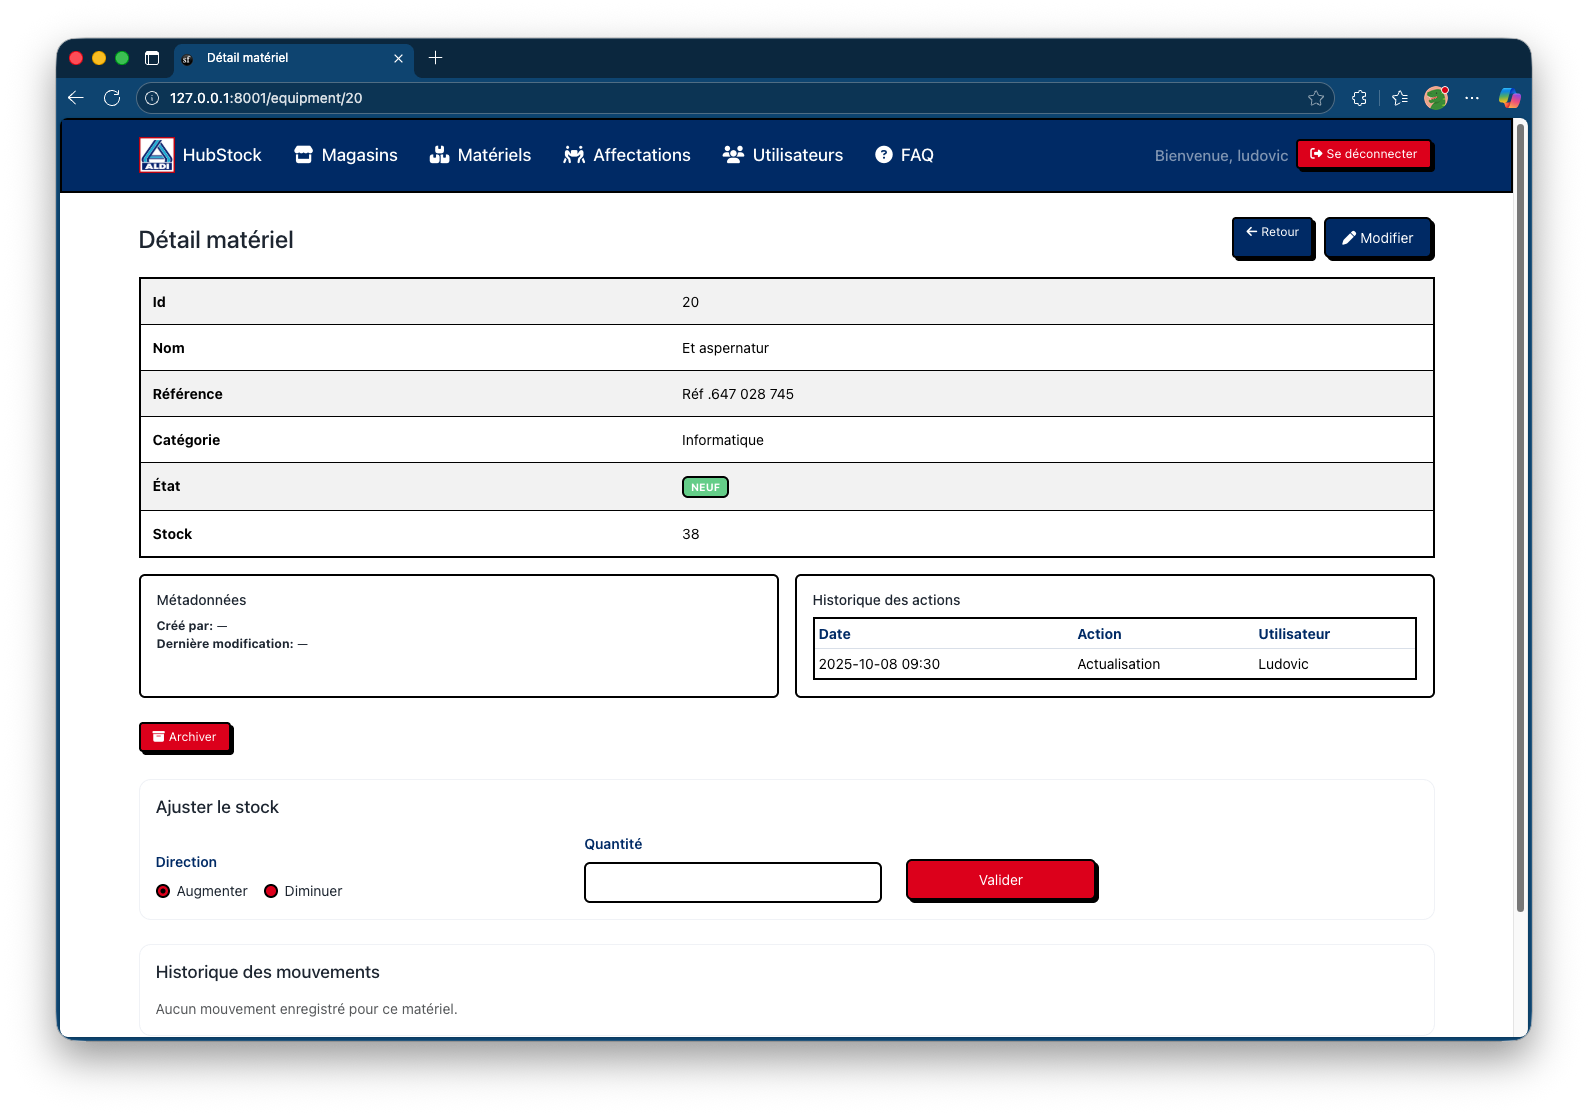 sf Détail matériel
127.0.0.1:8001/equipment/20
ALDI HubStock Magasins Matériels Affectations Utilisateurs ? FAQ Bienvenue, ludovic Se déconnecter
Détail matériel Retour Modifier
Id 20
Nom Et aspernatur
Référence Réf .647 028 745
Catégorie Informatique
État NEUF
Stock 38
Métadonnées
Créé par: —
Dernière modification: —
Historique des actions
Date Action Utilisateur
2025-10-08 09:30 Actualisation Ludovic
Archiver
Ajuster le stock
Direction
Augmenter Diminuer
Quantité
Valider
Historique des mouvements
Aucun mouvement enregistré pour ce matériel.